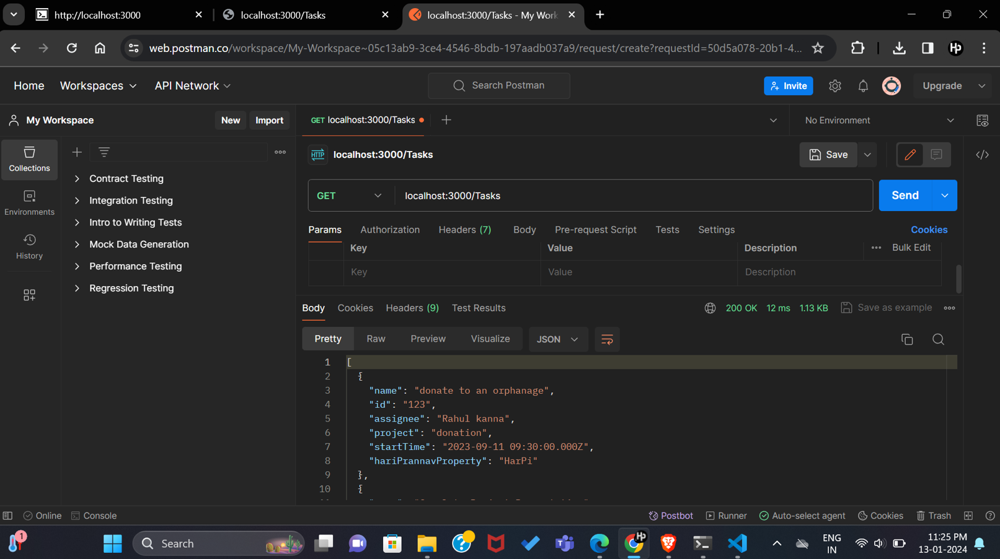 http://localhost:3000
localhost:3000/Tasks
localhost:3000/Tasks - My Work
web.postman.co/workspace/My-Workspace~05c13ab9-3ce4-4546-8bdb-197aadb037a9/request/create?requestId=50d5a078-20b1-4...
Home Workspaces API Network Search Postman Invite Upgrade
My Workspace New Import GET localhost:3000/Tasks No Environment
Collections
Environments
History
Contract Testing
Integration Testing
Intro to Writing Tests
Mock Data Generation
Performance Testing
Regression Testing
HTTP localhost:3000/Tasks Save
GET localhost:3000/Tasks Send
Params Authorization Headers (7) Body Pre-request Script Tests Settings Cookies
Key Value Description Bulk Edit
Key Value Description
Body Cookies Headers (9) Test Results 200 OK 12 ms 1.13 KB Save as example
Pretty Raw Preview Visualize JSON
1 [
2 {
3 "name": "donate to an orphanage",
4 "id": "123",
5 "assignee": "Rahul kanna",
6 "project": "donation",
7 "startTime": "2023-09-11 09:30:00.000Z",
8 "hariPrannavProperty": "HarPi"
9 },
10 {
Online Console Postbot Runner Auto-select agent Cookies Trash
1 Search ENG 11:25 PM
IN 13-01-2024